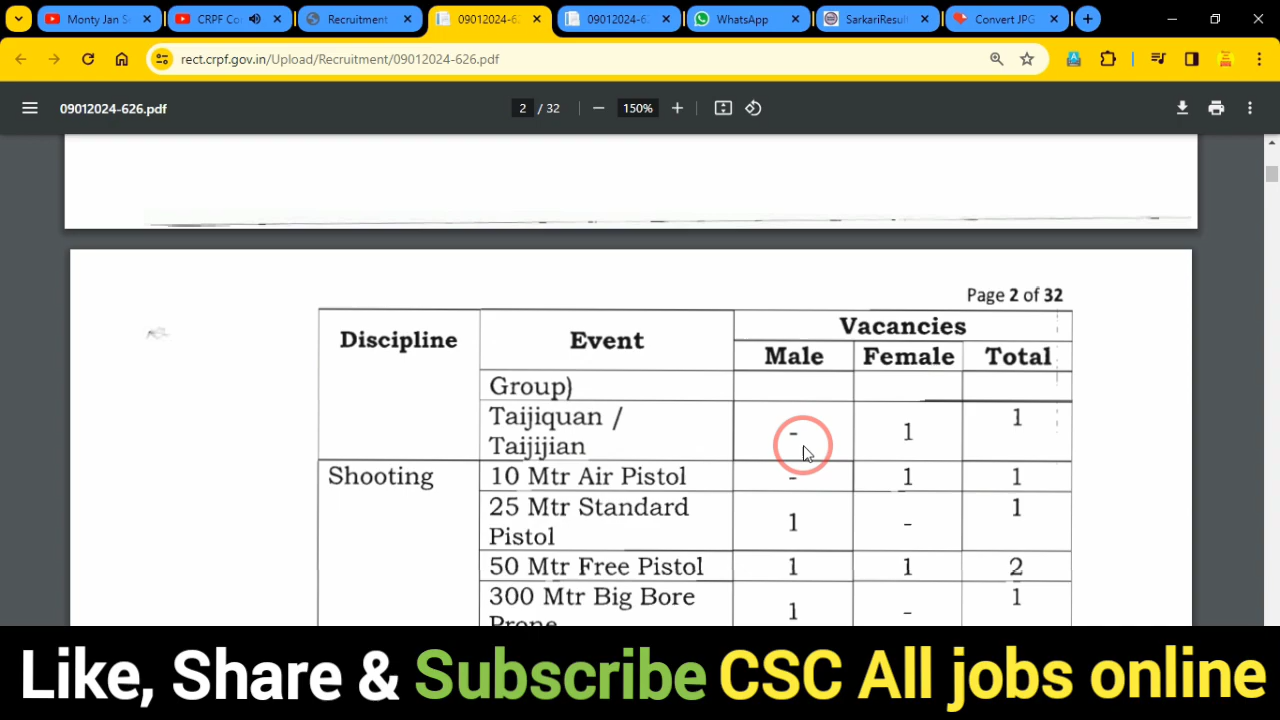 Monty Jan S
CRPF Co
Recruitment
09012024-6
09012024-62
WhatsApp
SarkariResul
Convert JPG
rect.crpf.gov.in/Upload/Recruitment/09012024-626.pdf
09012024-626.pdf
2 / 32
150%
Page 2 of 32
Discipline Event Vacancies
Male Female Total
Group)
Taijiquan / - 1 1
Taijijian
Shooting 10 Mtr Air Pistol - 1 1
25 Mtr Standard 1 - 1
Pistol
50 Mtr Free Pistol 1 1 2
300 Mtr Big Bore 1 - 1
Prone
Like, Share & Subscribe CSC All jobs online